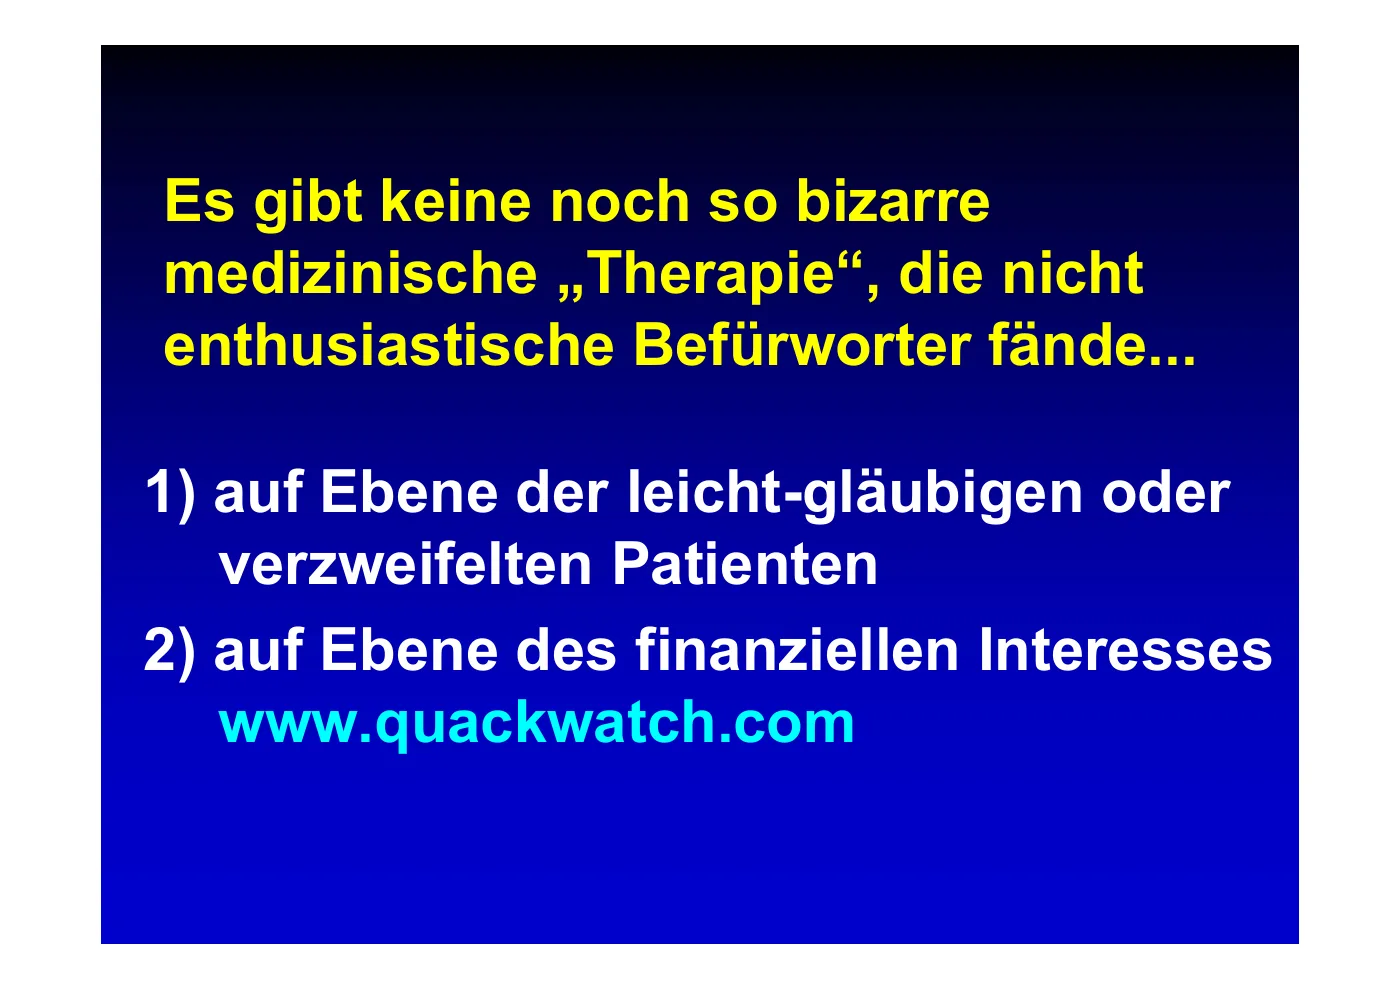 Es gibt keine noch so bizarre
medizinische „Therapie“, die nicht
enthusiastische Befürworter fände...
1) auf Ebene der leicht-gläubigen oder
verzweifelten Patienten
2) auf Ebene des finanziellen Interesses
www.quackwatch.com